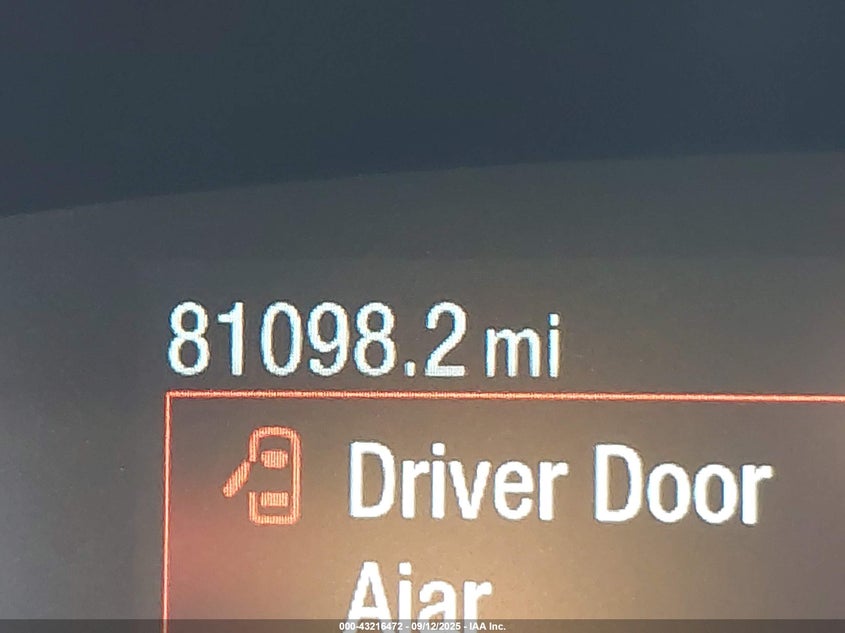 81098.2 mi
Driver Door
Ajar
000-43216472 - 09/12/2025 - IAA Inc.